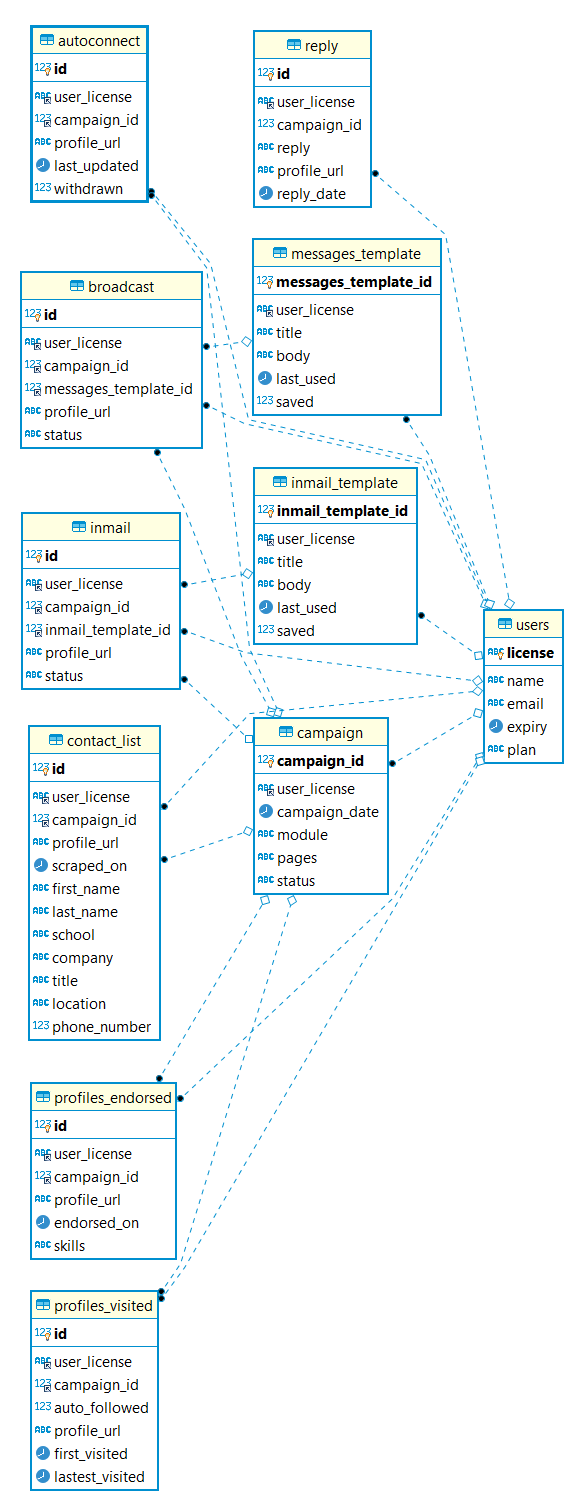 autoconnect
123 id
ABC user_license
123 campaign_id
ABC profile_url
last_updated
123 withdrawn
reply
123 id
ABC user_license
123 campaign_id
ABC reply
ABC profile_url
reply_date
messages_template
123 messages_template_id
ABC user_license
ABC title
ABC body
last_used
123 saved
broadcast
123 id
ABC user_license
123 campaign_id
123 messages_template_id
ABC profile_url
ABC status
inmail_template
123 inmail_template_id
ABC user_license
ABC title
ABC body
last_used
123 saved
inmail
123 id
ABC user_license
123 campaign_id
123 inmail_template_id
ABC profile_url
ABC status
users
ABC license
ABC name
ABC email
expiry
ABC plan
campaign
123 campaign_id
ABC user_license
campaign_date
ABC module
ABC pages
ABC status
contact_list
123 id
ABC user_license
123 campaign_id
ABC profile_url
scraped_on
ABC first_name
ABC last_name
ABC school
ABC company
ABC title
ABC location
123 phone_number
profiles_endorsed
123 id
ABC user_license
123 campaign_id
ABC profile_url
endorsed_on
ABC skills
profiles_visited
123 id
ABC user_license
123 campaign_id
123 auto_followed
ABC profile_url
first_visited
lastest_visited